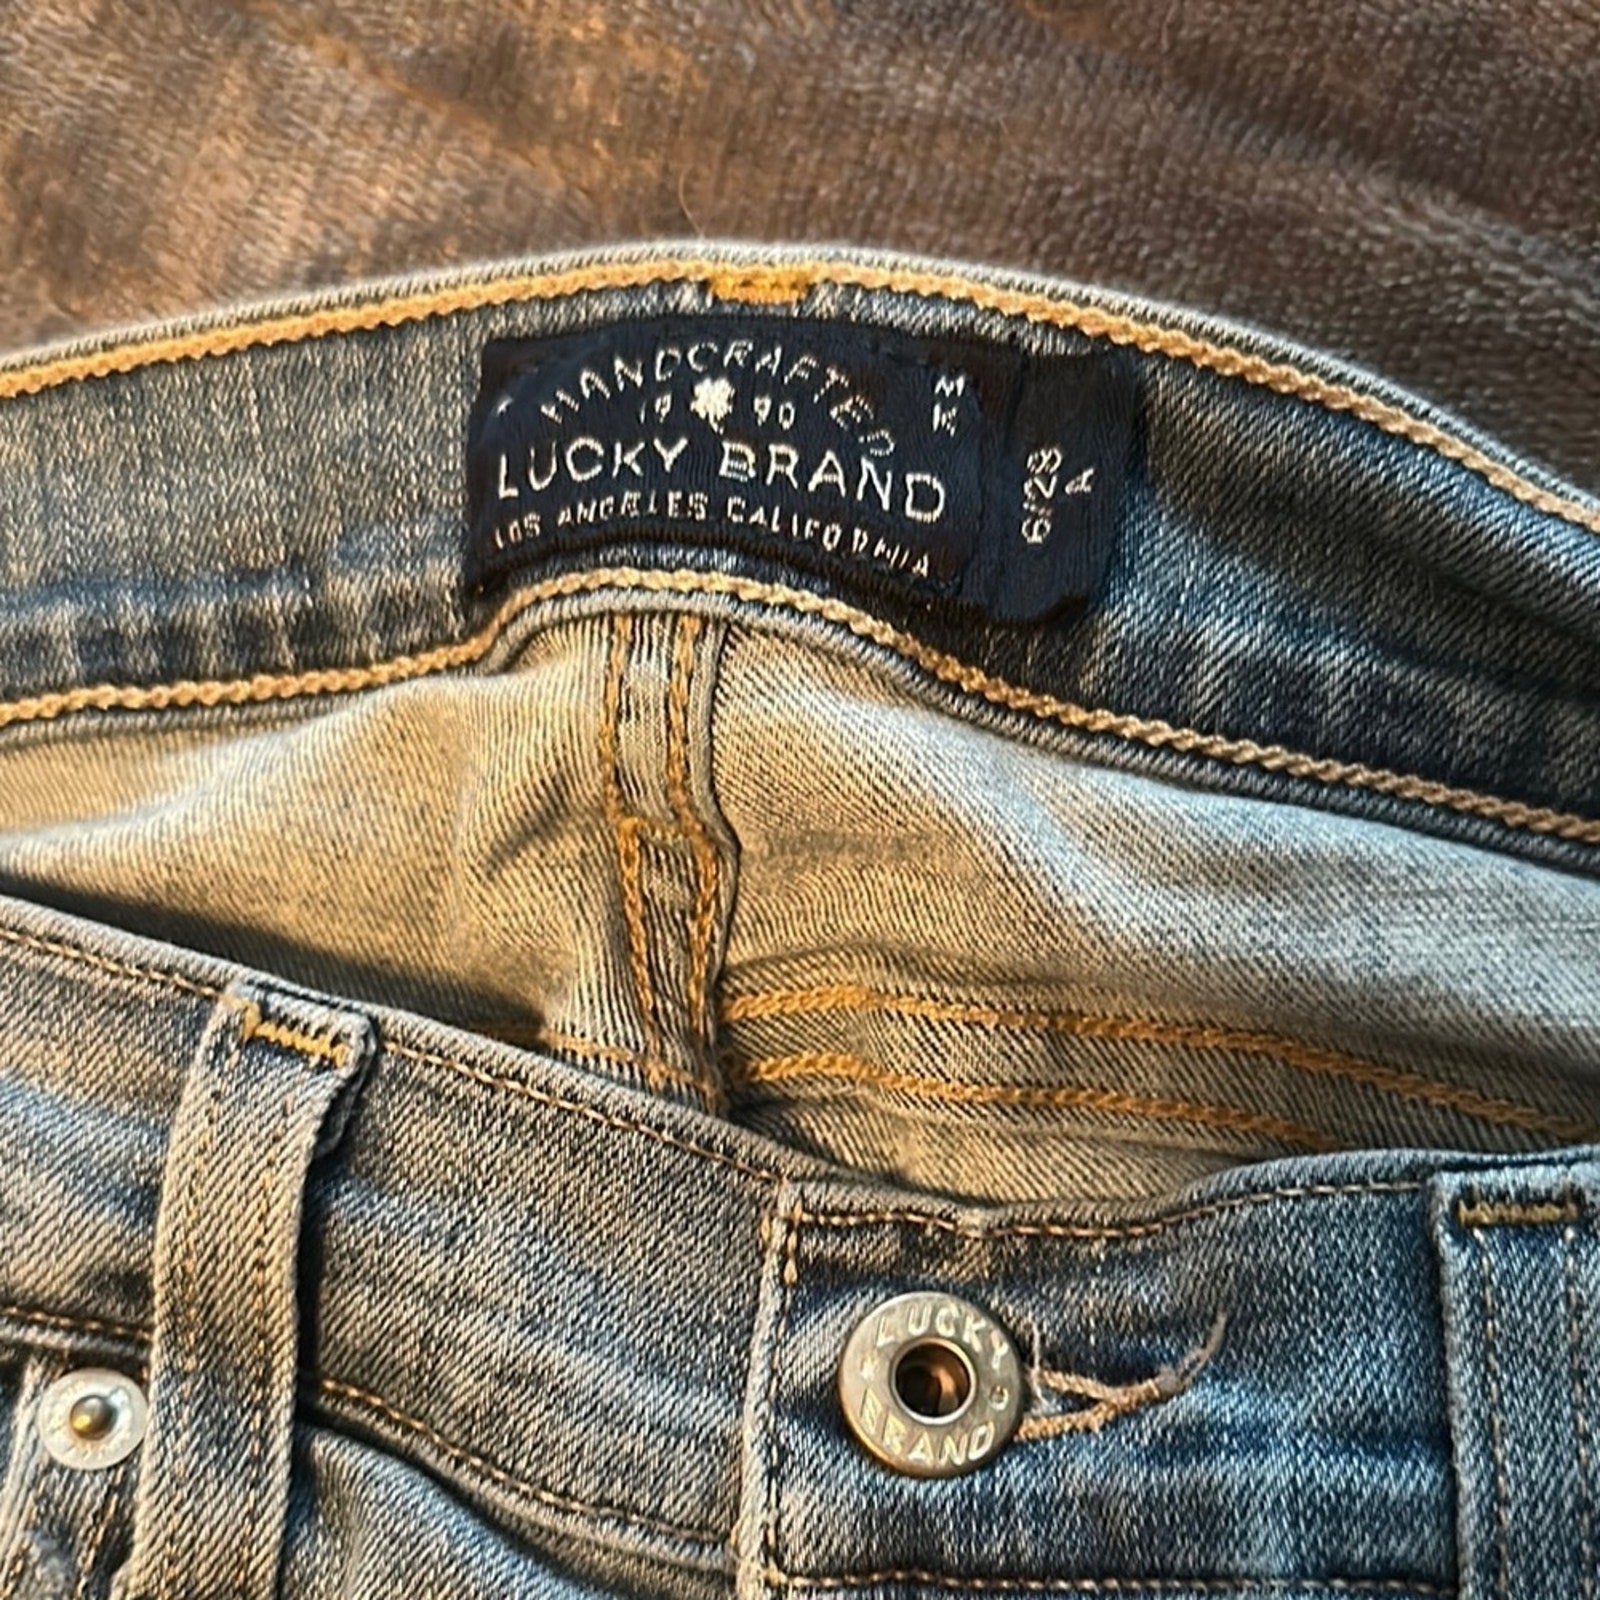 HANDCRAFTED
19 90
LUCKY BRAND
LOS ANGELES CALIFORNIA
6/28
A
LUCKY
BRAND